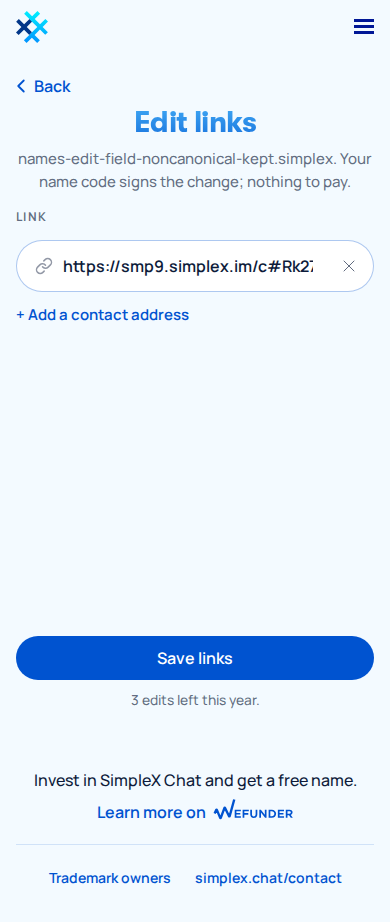 Back
Edit links
names-edit-field-noncanonical-kept.simplex. Your
name code signs the change; nothing to pay.
LINK
https://smp9.simplex.im/c#Rk27
+ Add a contact address
Save links
3 edits left this year.
Invest in SimpleX Chat and get a free name.
Learn more on WEFUNDER
Trademark owners simplex.chat/contact